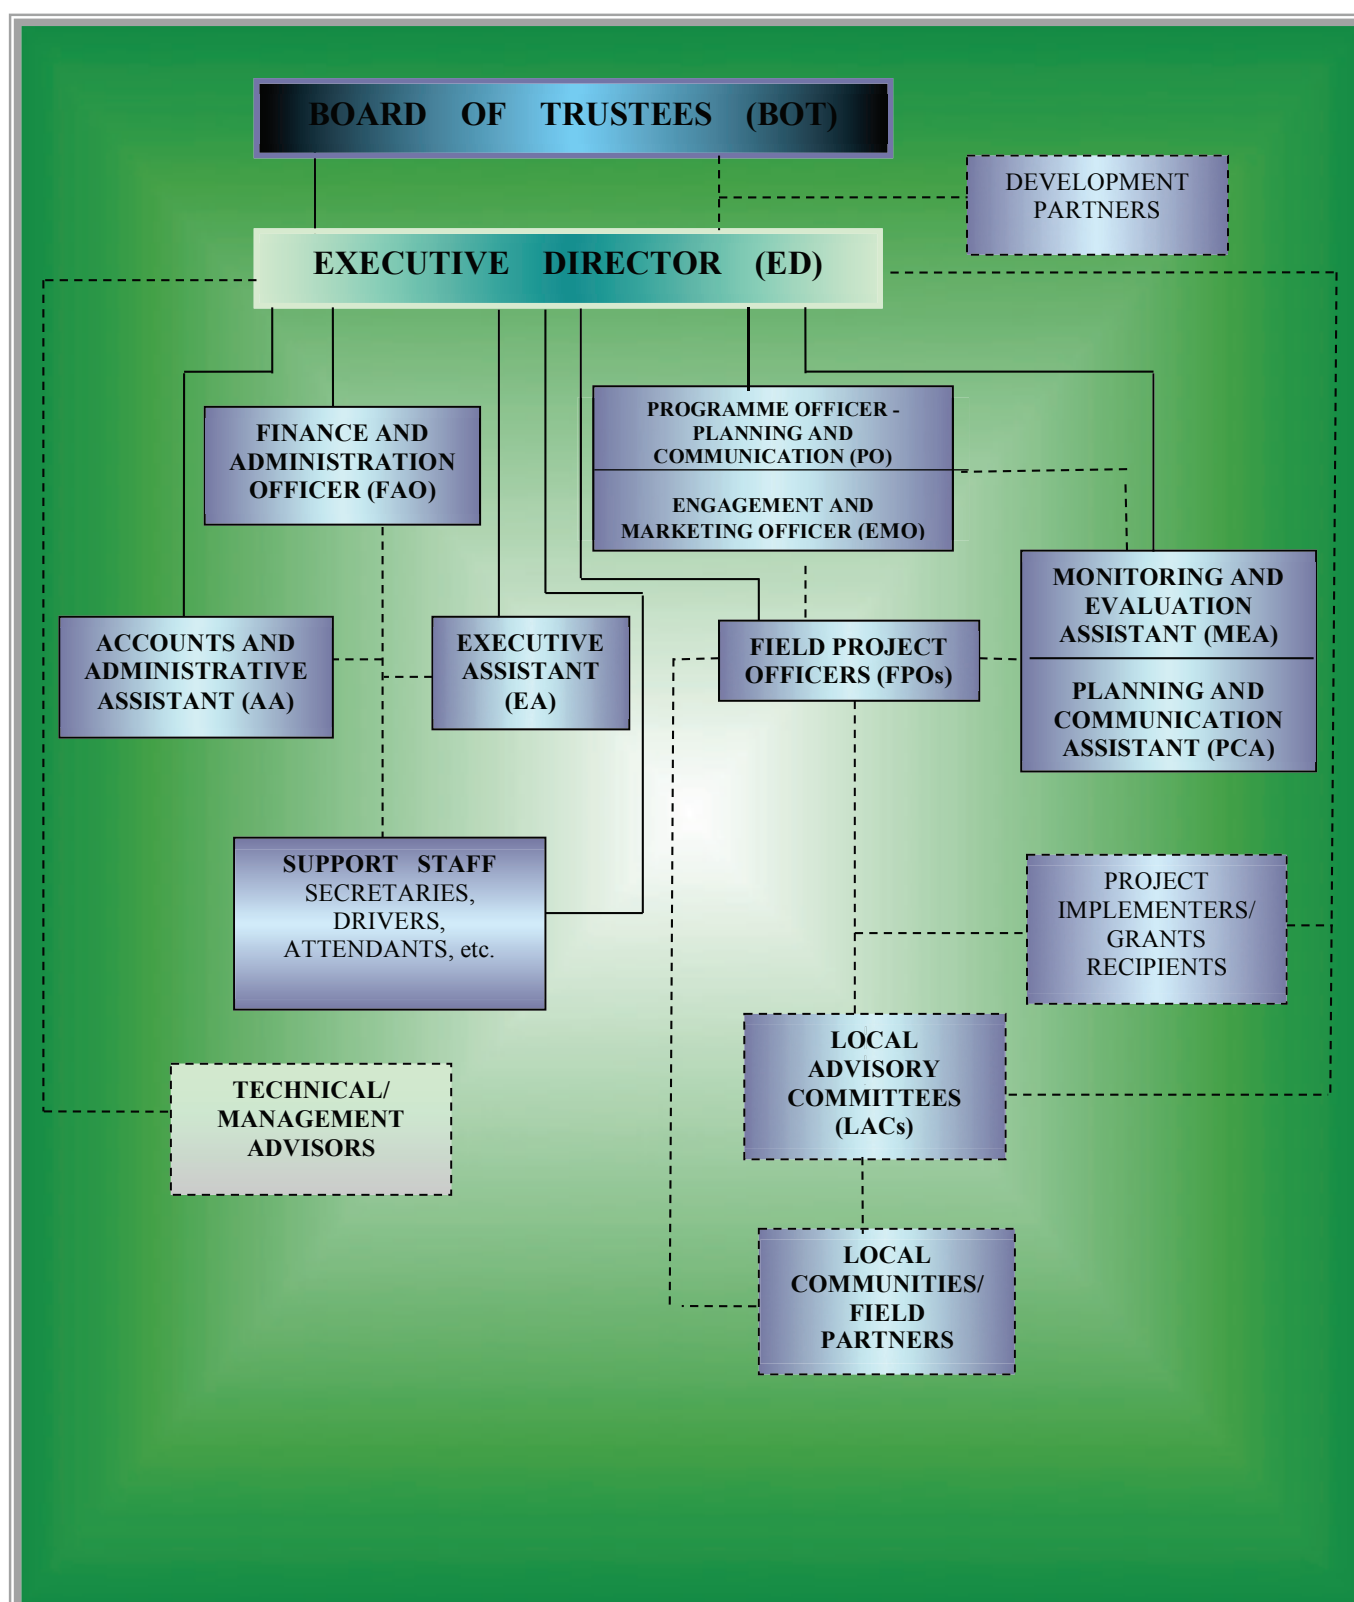 BOARD OF TRUSTEES (BOT)
DEVELOPMENT
PARTNERS
EXECUTIVE DIRECTOR (ED)
FINANCE AND
ADMINISTRATION
OFFICER (FAO)
PROGRAMME OFFICER -
PLANNING AND
COMMUNICATION (PO)
ENGAGEMENT AND
MARKETING OFFICER (EMO)
ACCOUNTS AND
ADMINISTRATIVE
ASSISTANT (AA)
EXECUTIVE
ASSISTANT
(EA)
FIELD PROJECT
OFFICERS (FPOs)
MONITORING AND
EVALUATION
ASSISTANT (MEA)
PLANNING AND
COMMUNICATION
ASSISTANT (PCA)
SUPPORT STAFF
SECRETARIES,
DRIVERS,
ATTENDANTS, etc.
PROJECT
IMPLEMENTERS/
GRANTS
RECIPIENTS
LOCAL
ADVISORY
COMMITTEES
(LACs)
TECHNICAL/
MANAGEMENT
ADVISORS
LOCAL
COMMUNITIES/
FIELD
PARTNERS